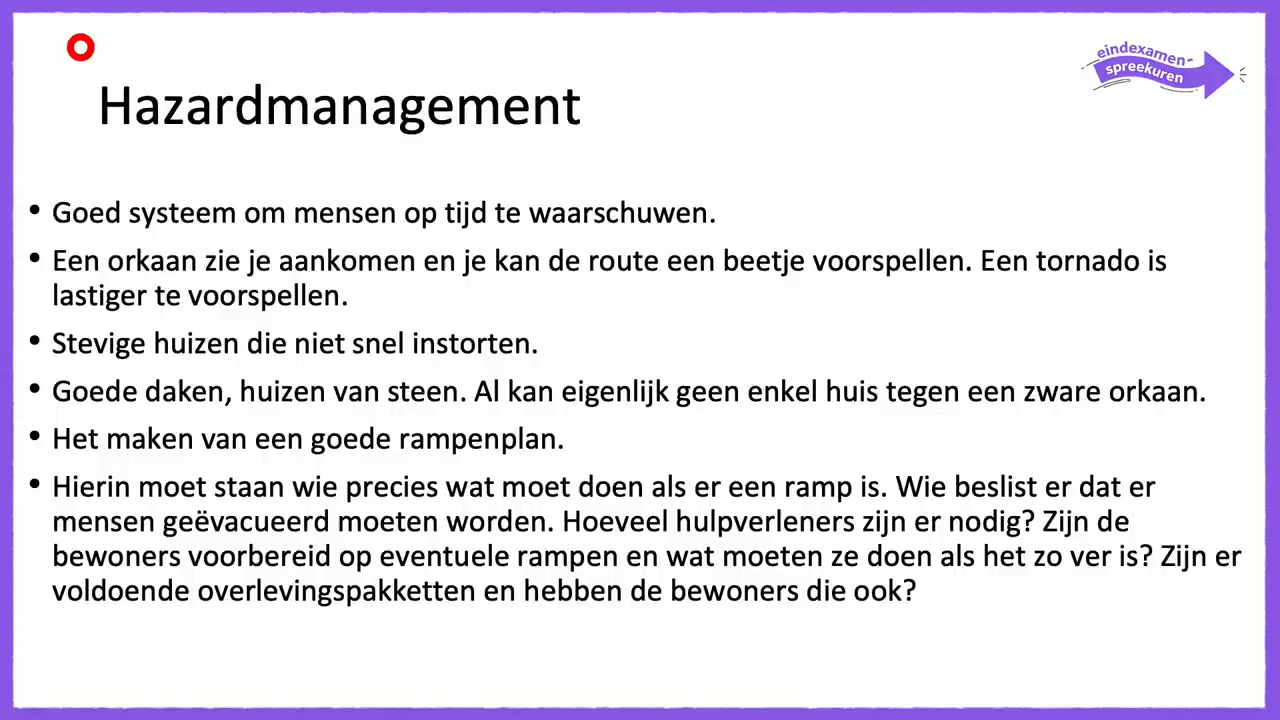 eindexamen-
spreekuren
Hazardmanagement
• Goed systeem om mensen op tijd te waarschuwen.
• Een orkaan zie je aankomen en je kan de route een beetje voorspellen. Een tornado is
lastiger te voorspellen.
• Stevige huizen die niet snel instorten.
• Goede daken, huizen van steen. Al kan eigenlijk geen enkel huis tegen een zware orkaan.
• Het maken van een goede rampenplan.
• Hierin moet staan wie precies wat moet doen als er een ramp is. Wie beslist er dat er
mensen geëvacueerd moeten worden. Hoeveel hulpverleners zijn er nodig? Zijn de
bewoners voorbereid op eventuele rampen en wat moeten ze doen als het zo ver is? Zijn er
voldoende overlevingspakketten en hebben de bewoners die ook?